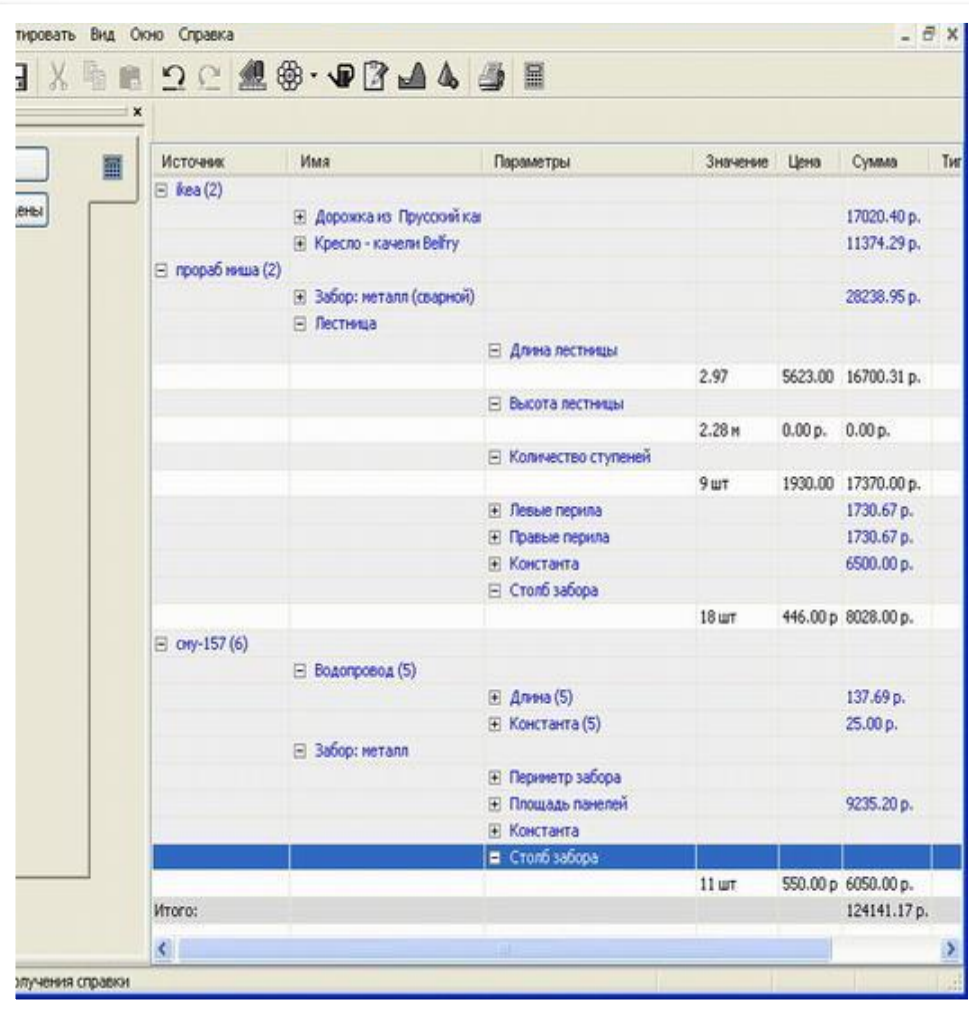 тировать Вид Окно Справка
ены
Источник Имя Параметры Значение Цена Сумма Тип
ikea (2)
Дорожка из Прусский ка 17020.40 р.
Кресло - качели Belfry 11374.29 р.
прораб миша (2)
Забор: металл (сварной) 28238.95 р.
Лестница
Длина лестницы
2.97 5623.00 16700.31 р.
Высота лестницы
2.28 м 0.00 р. 0.00 р.
Количество ступеней
9 шт 1930.00 17370.00 р.
Левые перила 1730.67 р.
Правые перила 1730.67 р.
Константа 6500.00 р.
Столб забора
18 шт 446.00 р 8028.00 р.
сму-157 (6)
Водопровод (5)
Длина (5) 137.69 р.
Константа (5) 25.00 р.
Забор: металл
Периметр забора
Площадь панелей 9235.20 р.
Константа
Столб забора
11 шт 550.00 р 6050.00 р.
Итого: 124141.17 р.
олучения справки